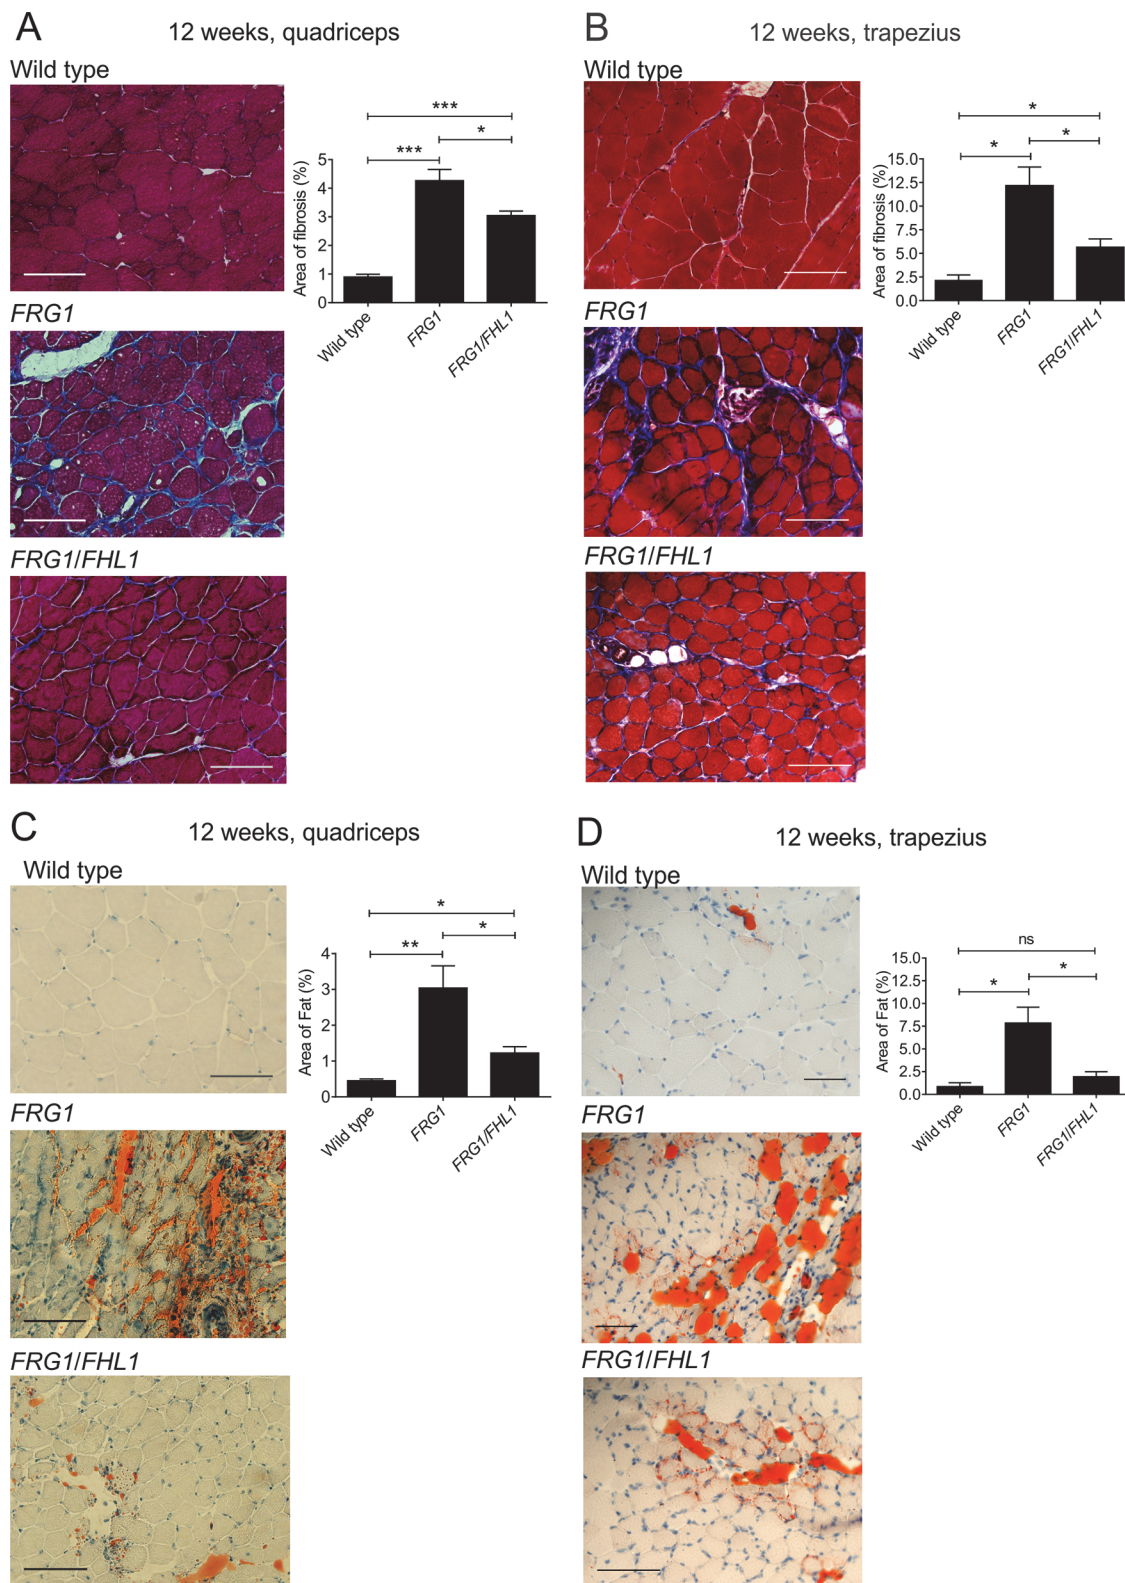 A
12 weeks, quadriceps
Wild type
FRG1
FRG1/FHL1
***
***
*
Area of fibrosis (%)
5
4
3
2
1
0
Wild type
FRG1
FRG1/FHL1
B
12 weeks, trapezius
Wild type
FRG1
FRG1/FHL1
*
*
*
Area of fibrosis (%)
15.0
12.5
10.0
7.5
5.0
2.5
0.0
Wild type
FRG1
FRG1/FHL1
C
12 weeks, quadriceps
Wild type
FRG1
FRG1/FHL1
*
**
*
Area of Fat (%)
4
3
2
1
0
Wild type
FRG1
FRG1/FHL1
D
12 weeks, trapezius
Wild type
FRG1
FRG1/FHL1
ns
*
*
Area of Fat (%)
15.0
12.5
10.0
7.5
5.0
2.5
0.0
Wild type
FRG1
FRG1/FHL1